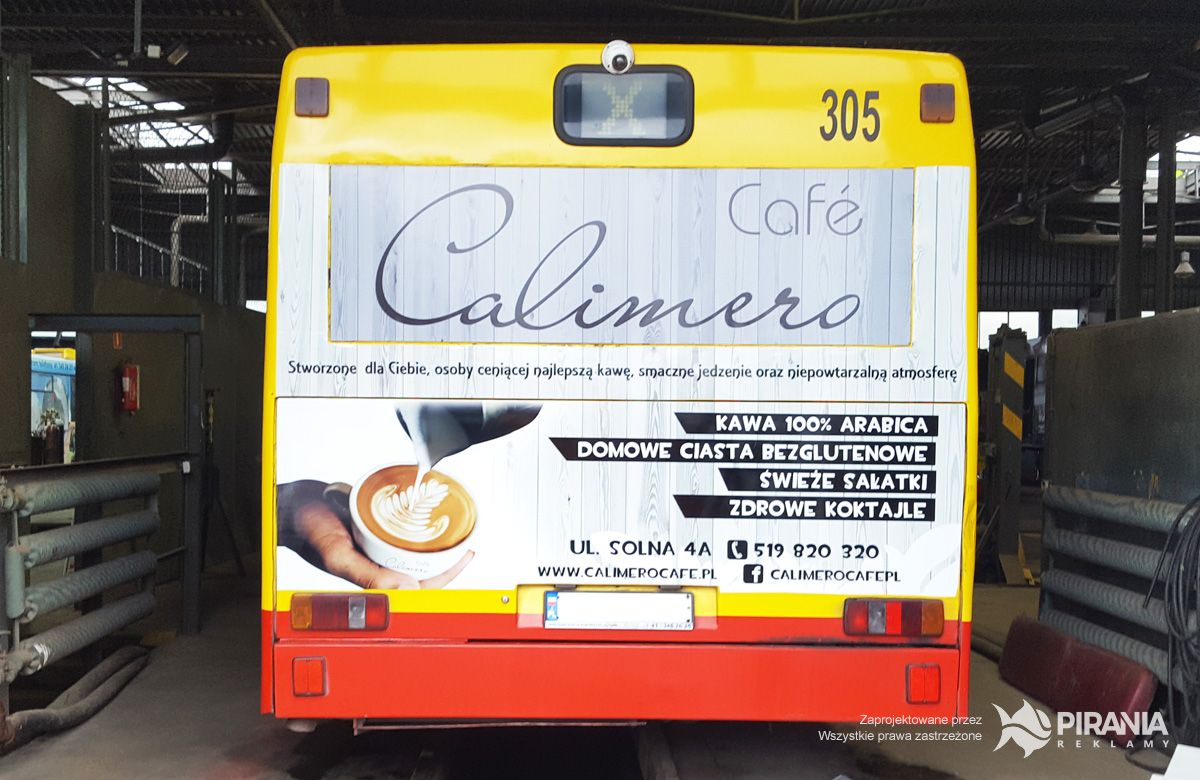 X
305
Café
Calimero
Stworzone dla Ciebie, osoby ceniącej najlepszą kawę, smaczne jedzenie oraz niepowtarzalną atmosferę
KAWA 100% ARABICA
DOMOWE CIASTA BEZGLUTENOWE
ŚWIEŻE SAŁATKI
ZDROWE KOKTAJLE
Café
Calimero
UL. SOLNA 4A 519 820 320
WWW.CALIMEROCAFE.PL f CALIMEROCAFEPL
Zaprojektowane przez
Wszystkie prawa zastrzeżone
PIRANIA
REKLAMY